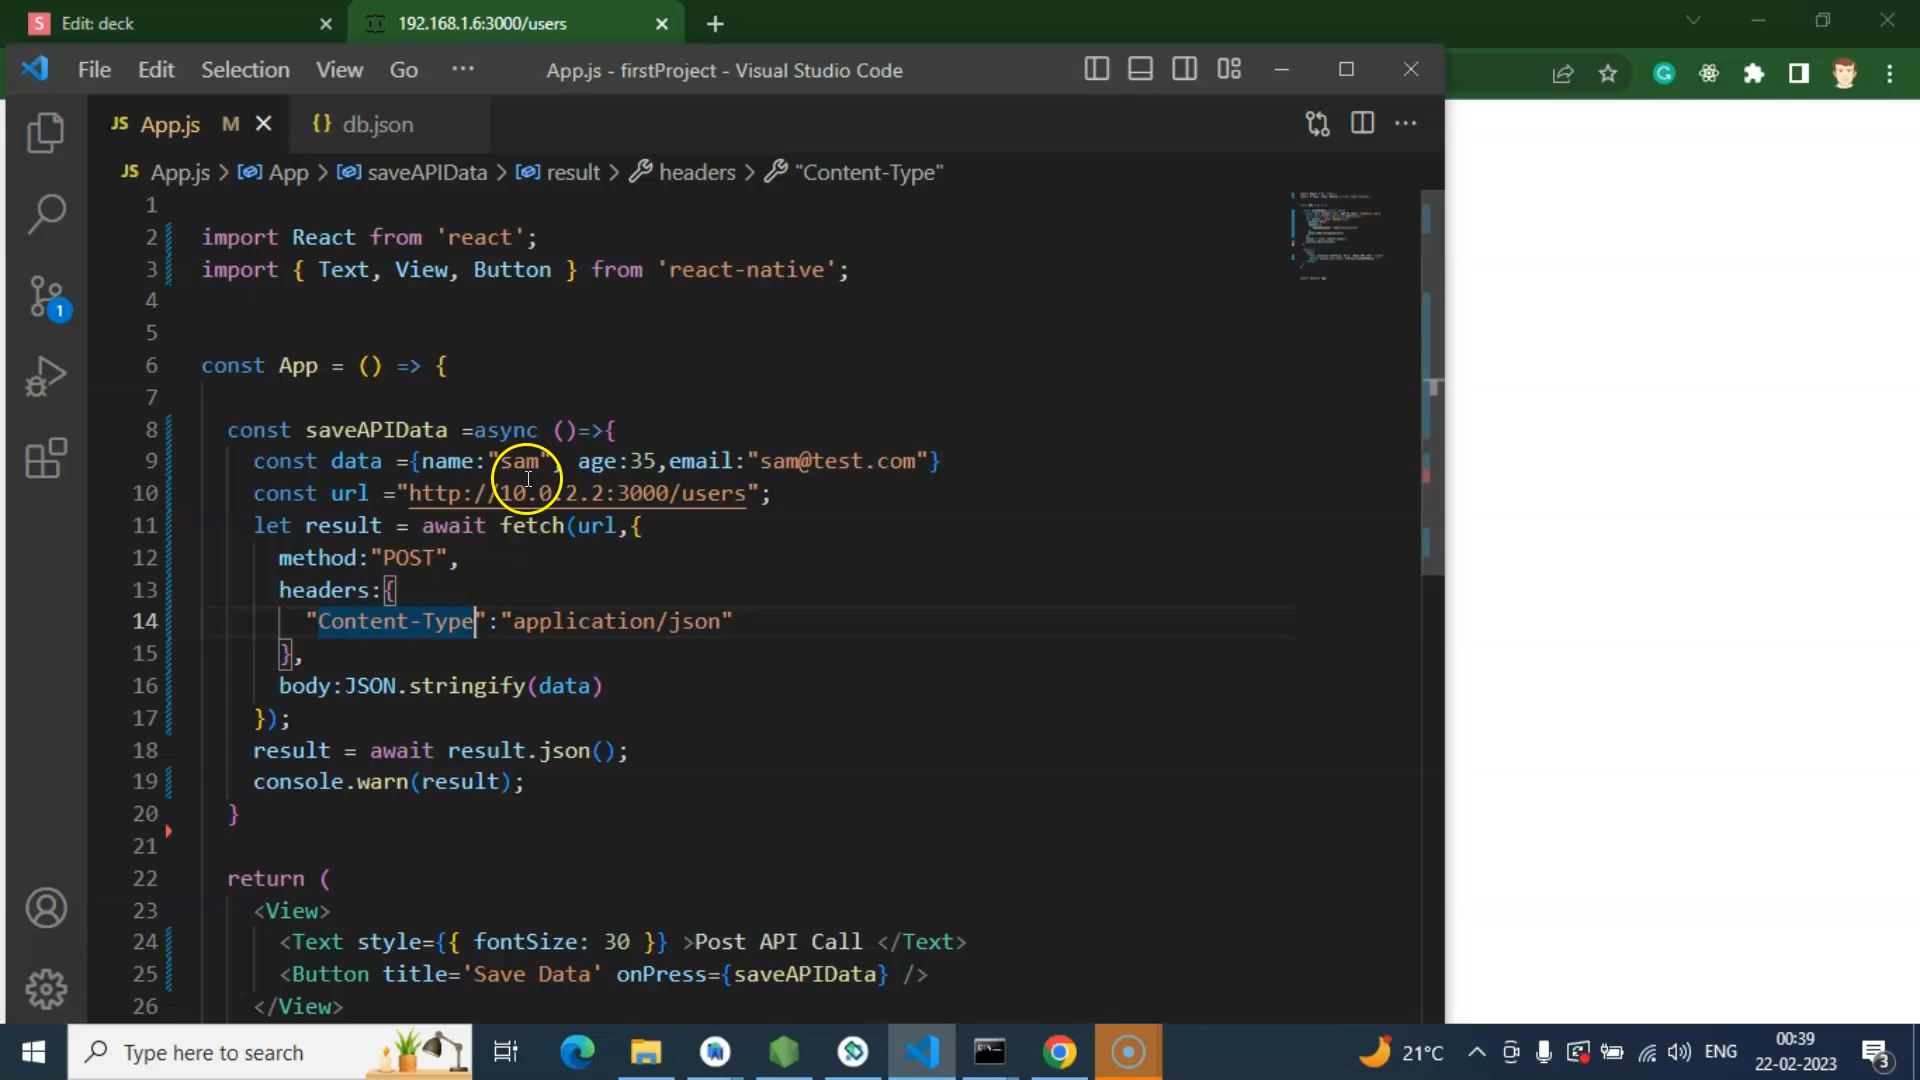 S Edit: deck
192.168.1.6:3000/users
File Edit Selection View Go ···
App.js - firstProject - Visual Studio Code
JS App.js M
{} db.json
JS App.js > App > saveAPIData > result > headers > "Content-Type"
1
2 import React from 'react';
3 import { Text, View, Button } from 'react-native';
4
5
6 const App = () => {
7
8 const saveAPIData =async ()=>{
9 const data ={name:"sam", age:35,email:"sam@test.com"}
10 const url ="http://10.0.2.2:3000/users";
11 let result = await fetch(url,{
12 method:"POST",
13 headers:{
14 "Content-Type":"application/json"
15 },
16 body:JSON.stringify(data)
17 });
18 result = await result.json();
19 console.warn(result);
20 }
21
22 return (
23 <View>
24 <Text style={{ fontSize: 30 }} >Post API Call </Text>
25 <Button title='Save Data' onPress={saveAPIData} />
26 </View>
1
Type here to search
21°C
ENG
00:39
22-02-2023
3